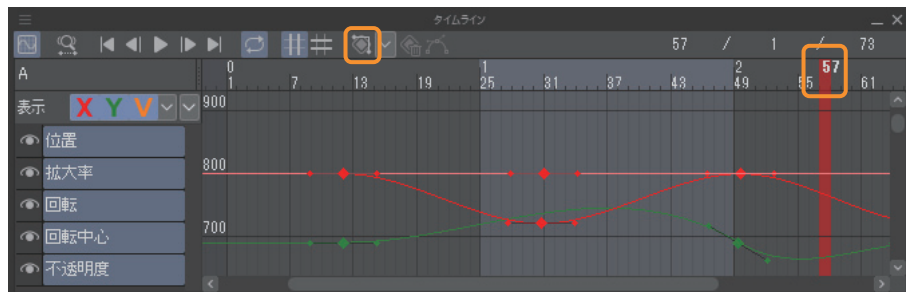 タイムライン
57 / 1 / 73
A
0 1 2 57
1 7 13 19 25 31 37 43 49 55 61
表示 X Y V
900
位置
拡大率
800
回転
回転中心
700
不透明度